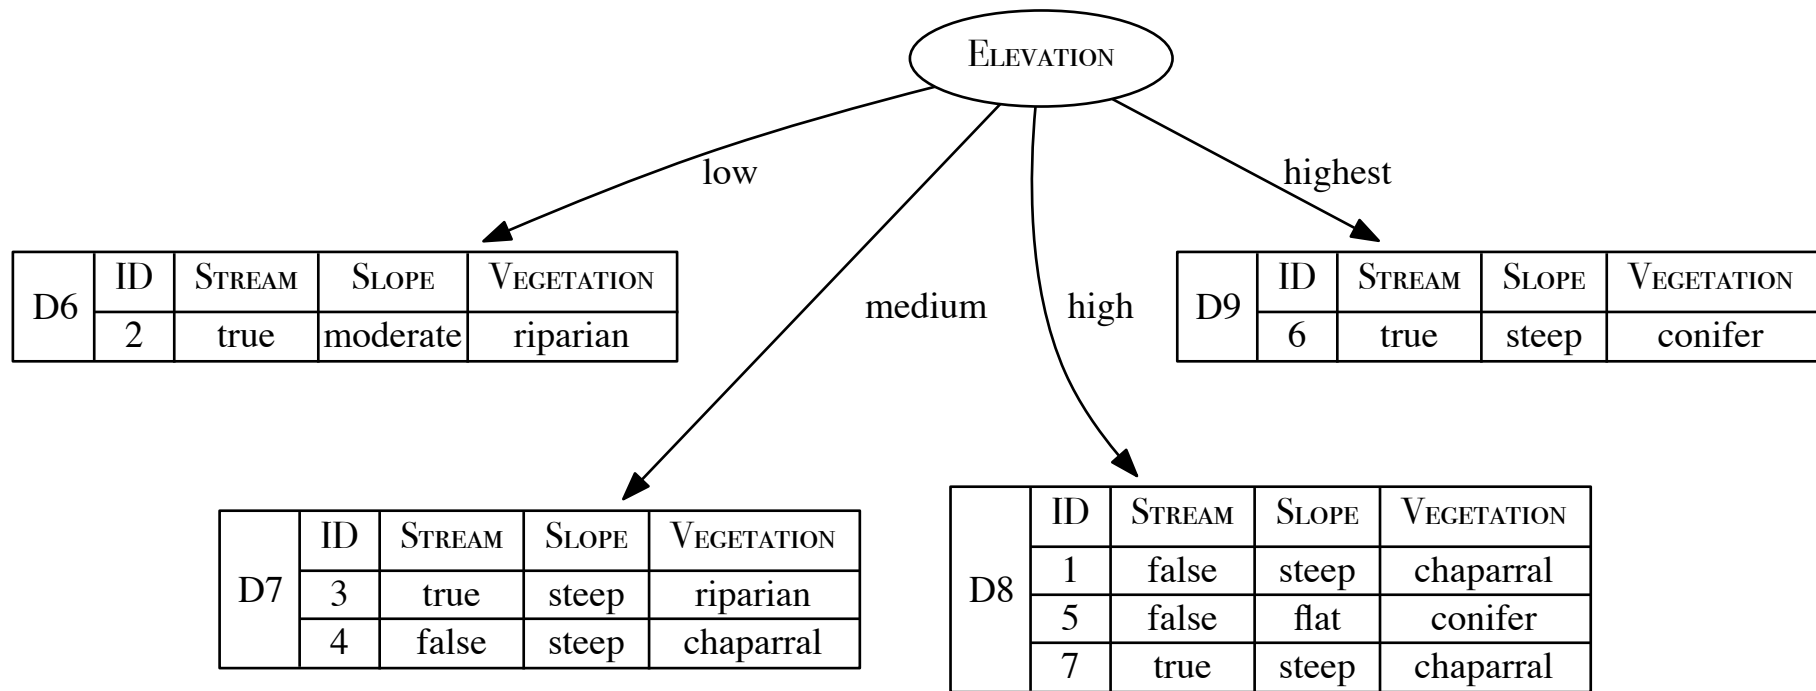 ELEVATION
low
highest
medium
high
D6
ID STREAM SLOPE VEGETATION
2 true moderate riparian
D9
ID STREAM SLOPE VEGETATION
6 true steep conifer
D7
ID STREAM SLOPE VEGETATION
3 true steep riparian
4 false steep chaparral
D8
ID STREAM SLOPE VEGETATION
1 false steep chaparral
5 false flat conifer
7 true steep chaparral